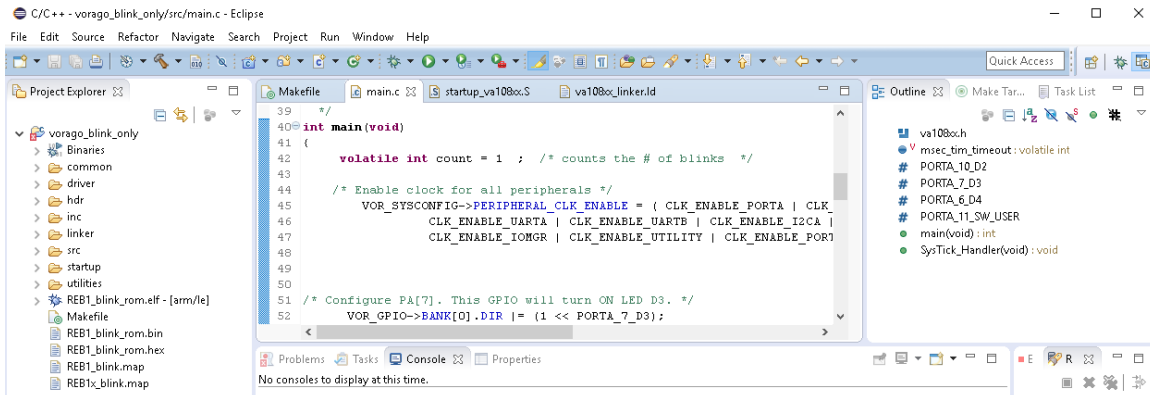 C/C++ - vorago_blink_only/src/main.c - Eclipse
File Edit Source Refactor Navigate Search Project Run Window Help
Quick Access
Project Explorer
vorago_blink_only
Binaries
common
driver
hdr
inc
linker
src
startup
utilities
REB1_blink_rom.elf - [arm/le]
Makefile
REB1_blink_rom.bin
REB1_blink_rom.hex
REB1_blink.map
REB1x_blink.map
Makefile main.c startup_va108xx.S va108xx_linker.ld
39 */
40 int main(void)
41 {
42 volatile int count = 1 ; /* counts the # of blinks */
43
44 /* Enable clock for all peripherals */
45 VOR_SYSCONFIG->PERIPHERAL_CLK_ENABLE = ( CLK_ENABLE_PORTA | CLK_
46 CLK_ENABLE_UARTA | CLK_ENABLE_UARTB | CLK_ENABLE_I2CA |
47 CLK_ENABLE_IOMGR | CLK_ENABLE_UTILITY | CLK_ENABLE_PORT
48
49
50
51 /* Configure PA[7]. This GPIO will turn ON LED D3. */
52 VOR_GPIO->BANK[0].DIR |= (1 << PORTA_7_D3);
Problems Tasks Console Properties
No consoles to display at this time.
Outline Make Tar... Task List
va108xx.h
msec_tim_timeout : volatile int
PORTA_10_D2
PORTA_7_D3
PORTA_6_D4
PORTA_11_SW_USER
main(void) : int
SysTick_Handler(void) : void
E R